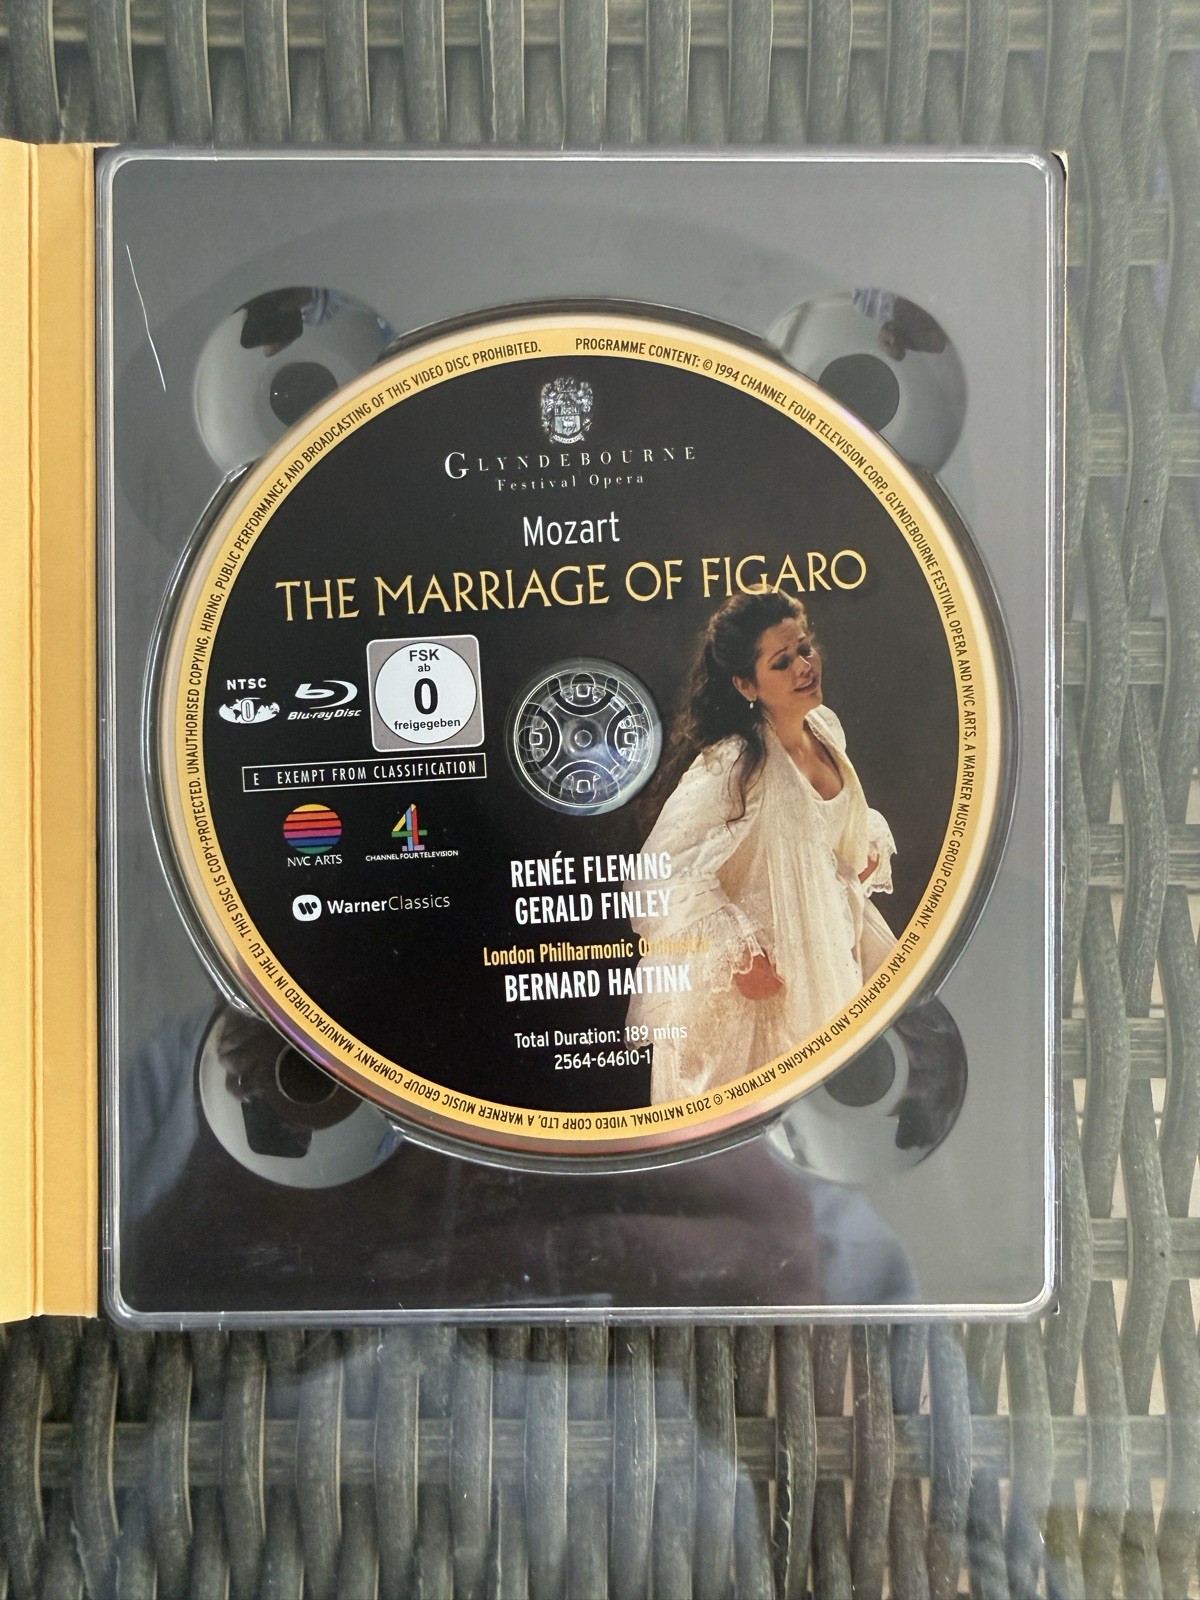 GLYNDEBOURNE
Festival Opera
Mozart
THE MARRIAGE OF FIGARO
NTSC
0
Blu-ray Disc
FSK
ab
0
freigegeben
E EXEMPT FROM CLASSIFICATION
NVC ARTS
4
CHANNEL FOUR TELEVISION
WarnerClassics
RENÉE FLEMING
GERALD FINLEY
London Philharmonic Orchestra
BERNARD HAITINK
Total Duration: 189 mins
2564-64610-1
PROGRAMME CONTENT: © 1994 CHANNEL FOUR TELEVISION CORP, GLYNDEBOURNE FESTIVAL OPERA AND NVC ARTS, A WARNER MUSIC GROUP COMPANY. BLU-RAY GRAPHICS AND PACKAGING ARTWORK: © 2013 NATIONAL VIDEO CORP LTD, A WARNER MUSIC GROUP COMPANY. MANUFACTURED IN THE EU · THIS DISC IS COPY-PROTECTED. UNAUTHORISED COPYING, HIRING, PUBLIC PERFORMANCE AND BROADCASTING OF THIS VIDEO DISC PROHIBITED.